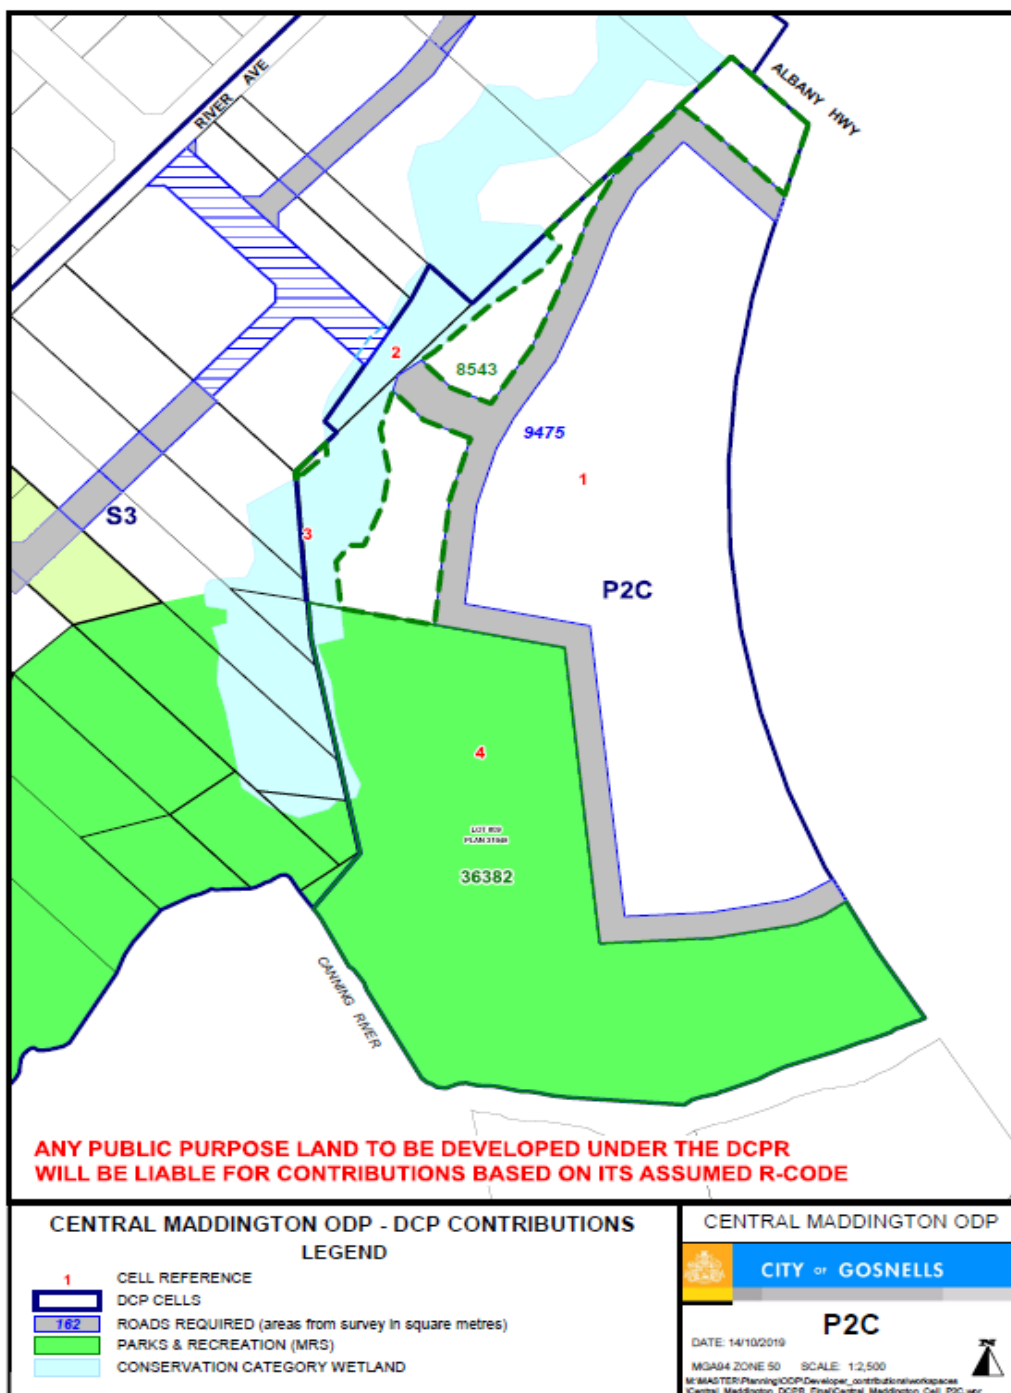 RIVER AVE
ALBANY HWY
2
8543
9475
1
S3
3
P2C
4
36382
CANNING RIVER
ANY PUBLIC PURPOSE LAND TO BE DEVELOPED UNDER THE DCPR
WILL BE LIABLE FOR CONTRIBUTIONS BASED ON ITS ASSUMED R-CODE
CENTRAL MADDINGTON ODP - DCP CONTRIBUTIONS
LEGEND
1 CELL REFERENCE
DCP CELLS
162 ROADS REQUIRED (areas from survey in square metres)
PARKS & RECREATION (MRS)
CONSERVATION CATEGORY WETLAND
CENTRAL MADDINGTON ODP
CITY OF GOSNELLS
P2C
DATE: 14/10/2019
MGA94 ZONE 50 SCALE: 1:2,500